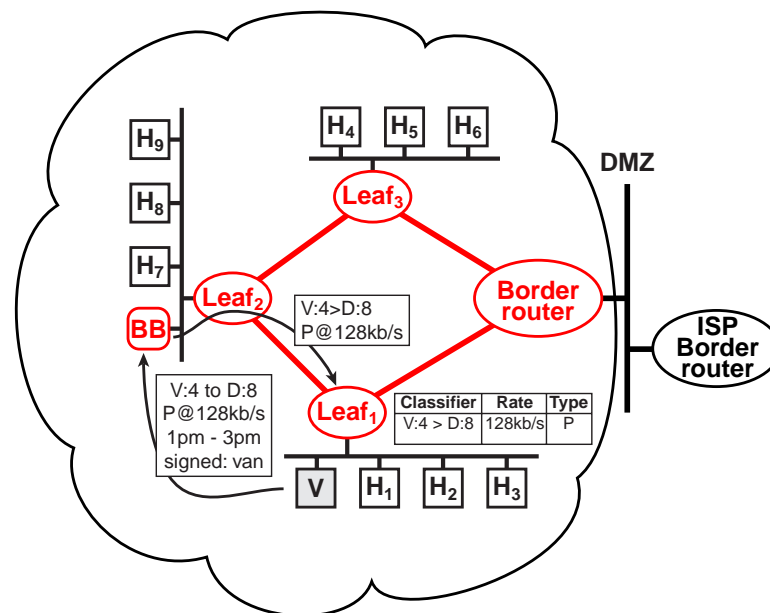 H₄ H₅ H₆
H₉
DMZ
Leaf₃
H₈
H₇
Leaf₂
Border
router
BB
V:4>D:8
P@128kb/s
ISP
Border
router
V:4 to D:8
P@128kb/s
1pm - 3pm
signed: van
Leaf₁
Classifier Rate Type
V:4 > D:8 128kb/s P
V H₁ H₂ H₃